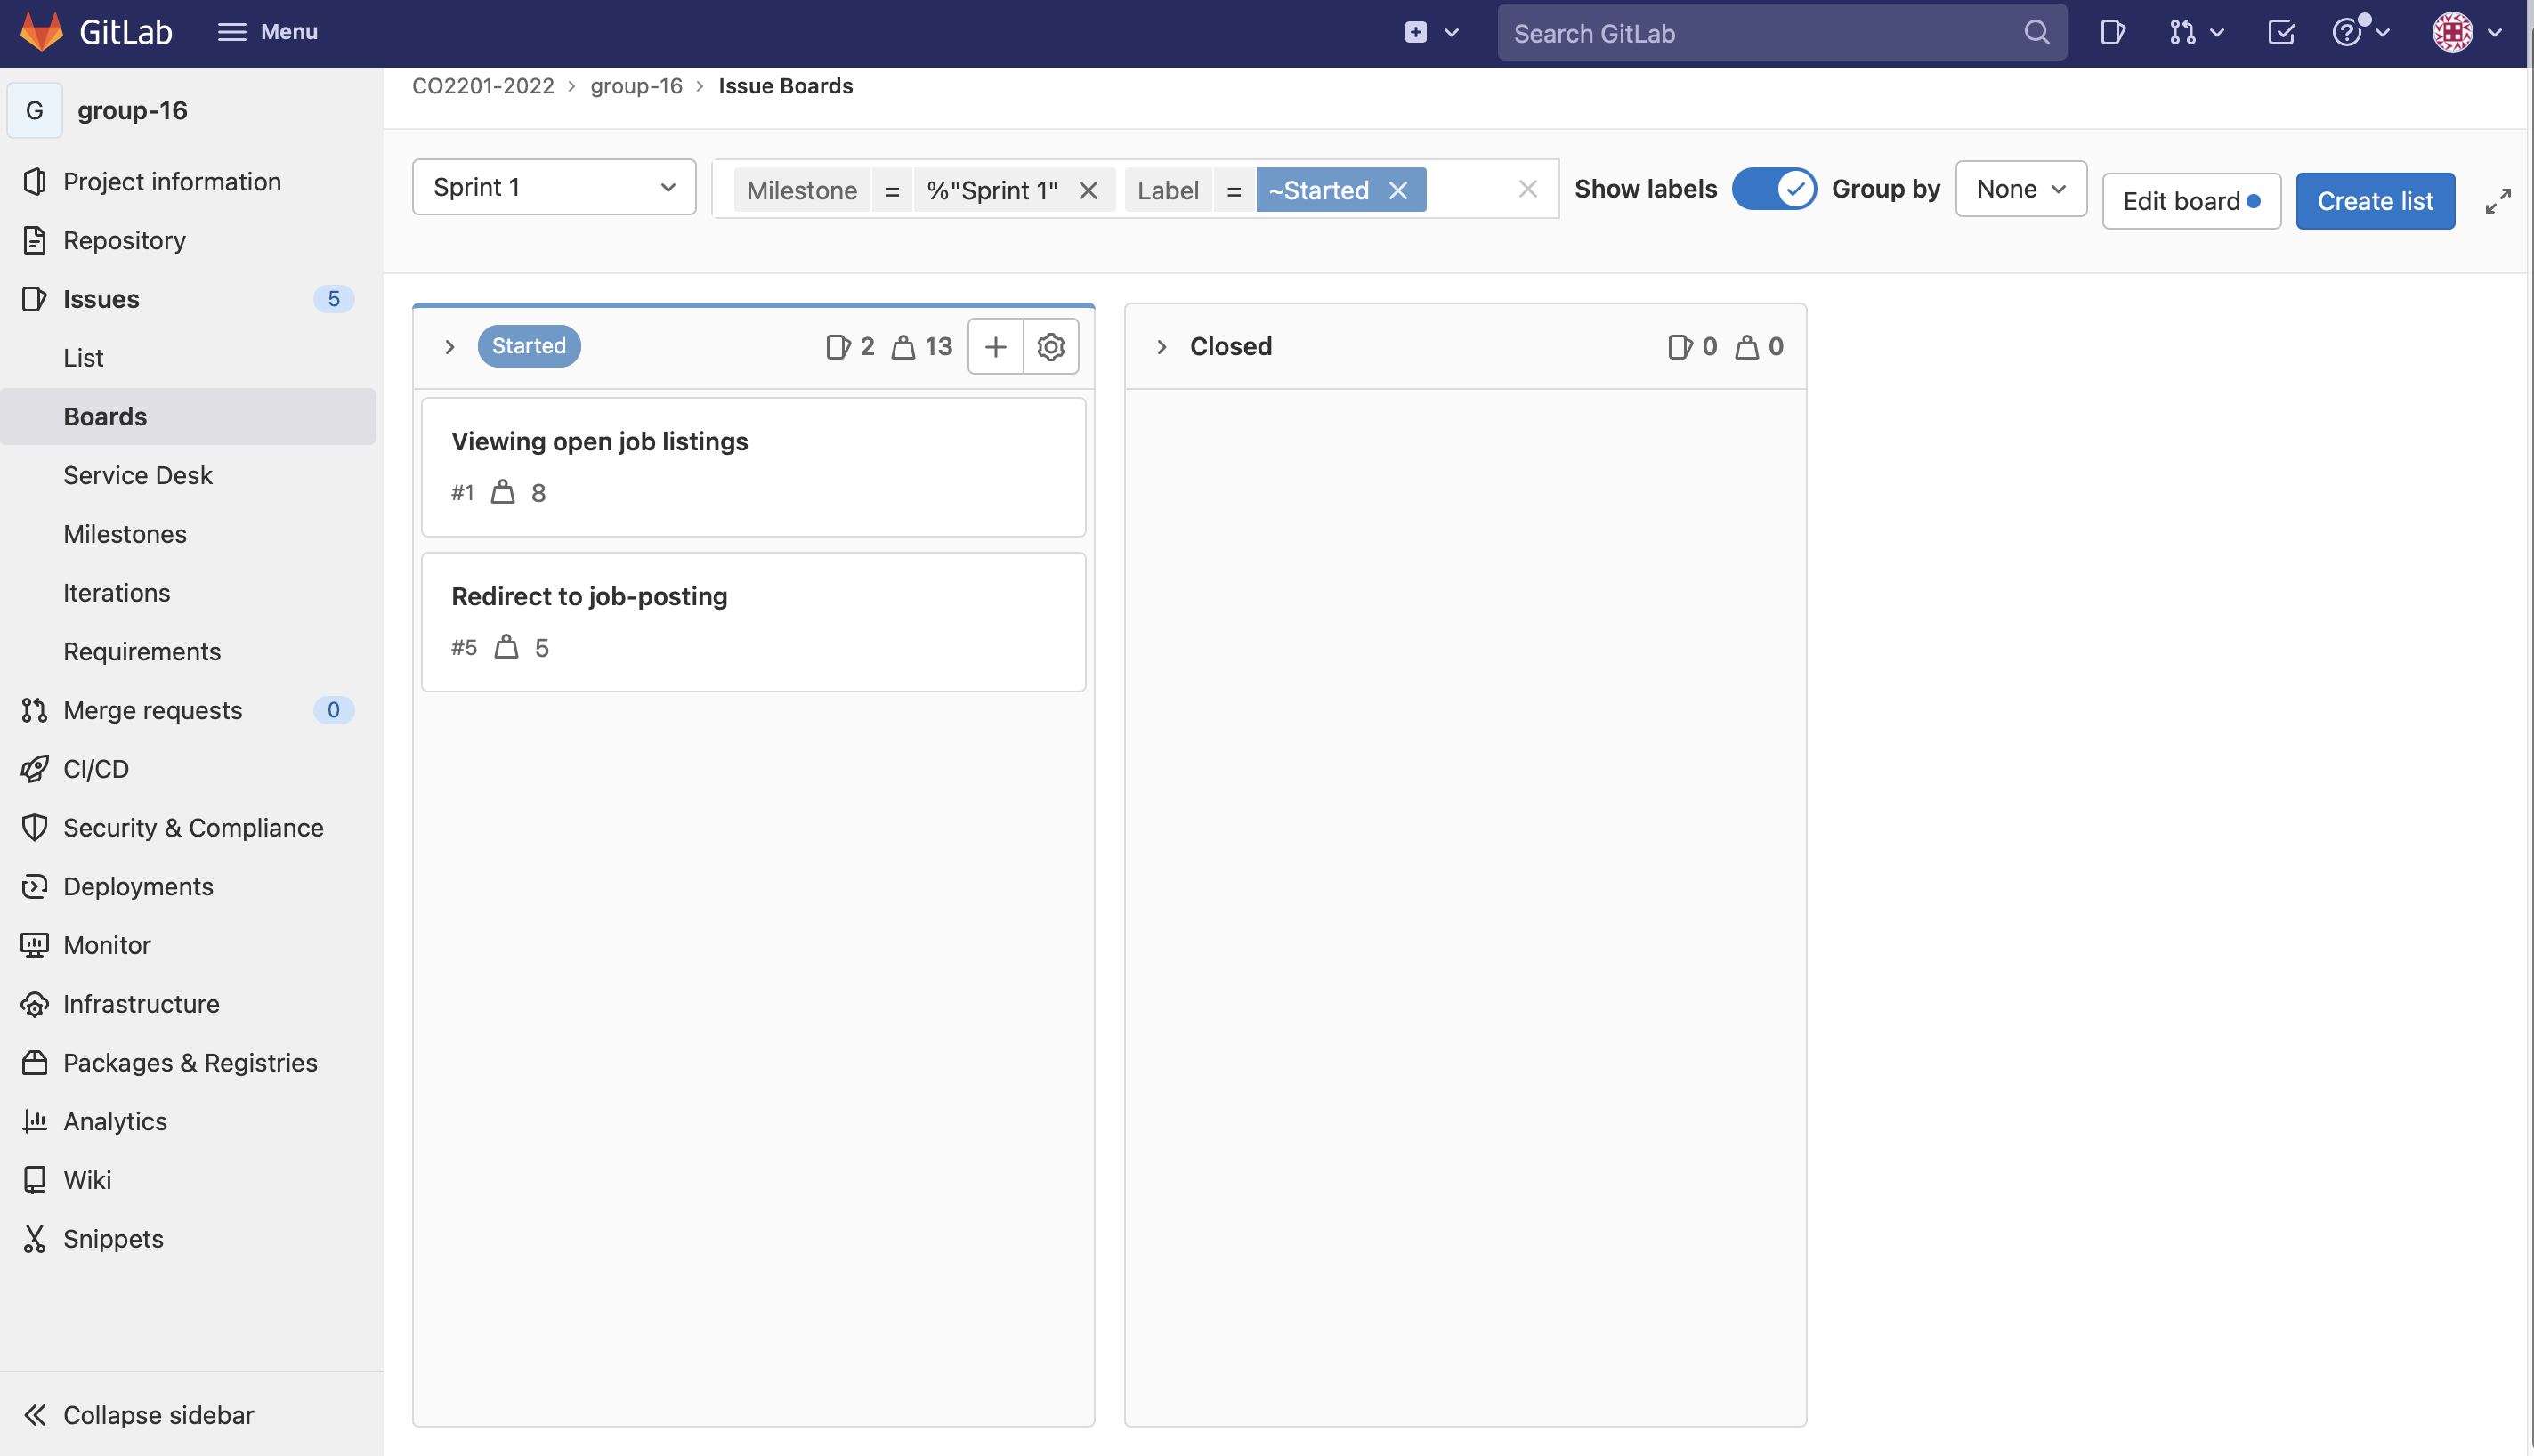 GitLab
Menu
Search GitLab
G group-16
Project information
Repository
Issues 5
List
Boards
Service Desk
Milestones
Iterations
Requirements
Merge requests 0
CI/CD
Security & Compliance
Deployments
Monitor
Infrastructure
Packages & Registries
Analytics
Wiki
Snippets
Collapse sidebar
CO2201-2022 > group-16 > Issue Boards
Sprint 1
Milestone = %"Sprint 1" Label = ~Started
Show labels
Group by
None
Edit board
Create list
Started 2 13
Viewing open job listings
#1 8
Redirect to job-posting
#5 5
Closed 0 0